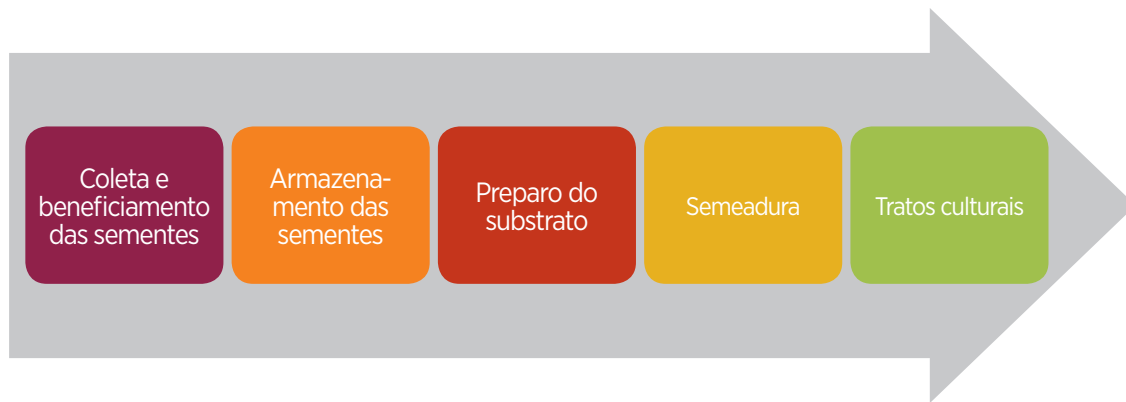 Coleta e
beneficiamento
das sementes
Armazena-
mento das
sementes
Preparo do
substrato
Semeadura
Tratos culturais